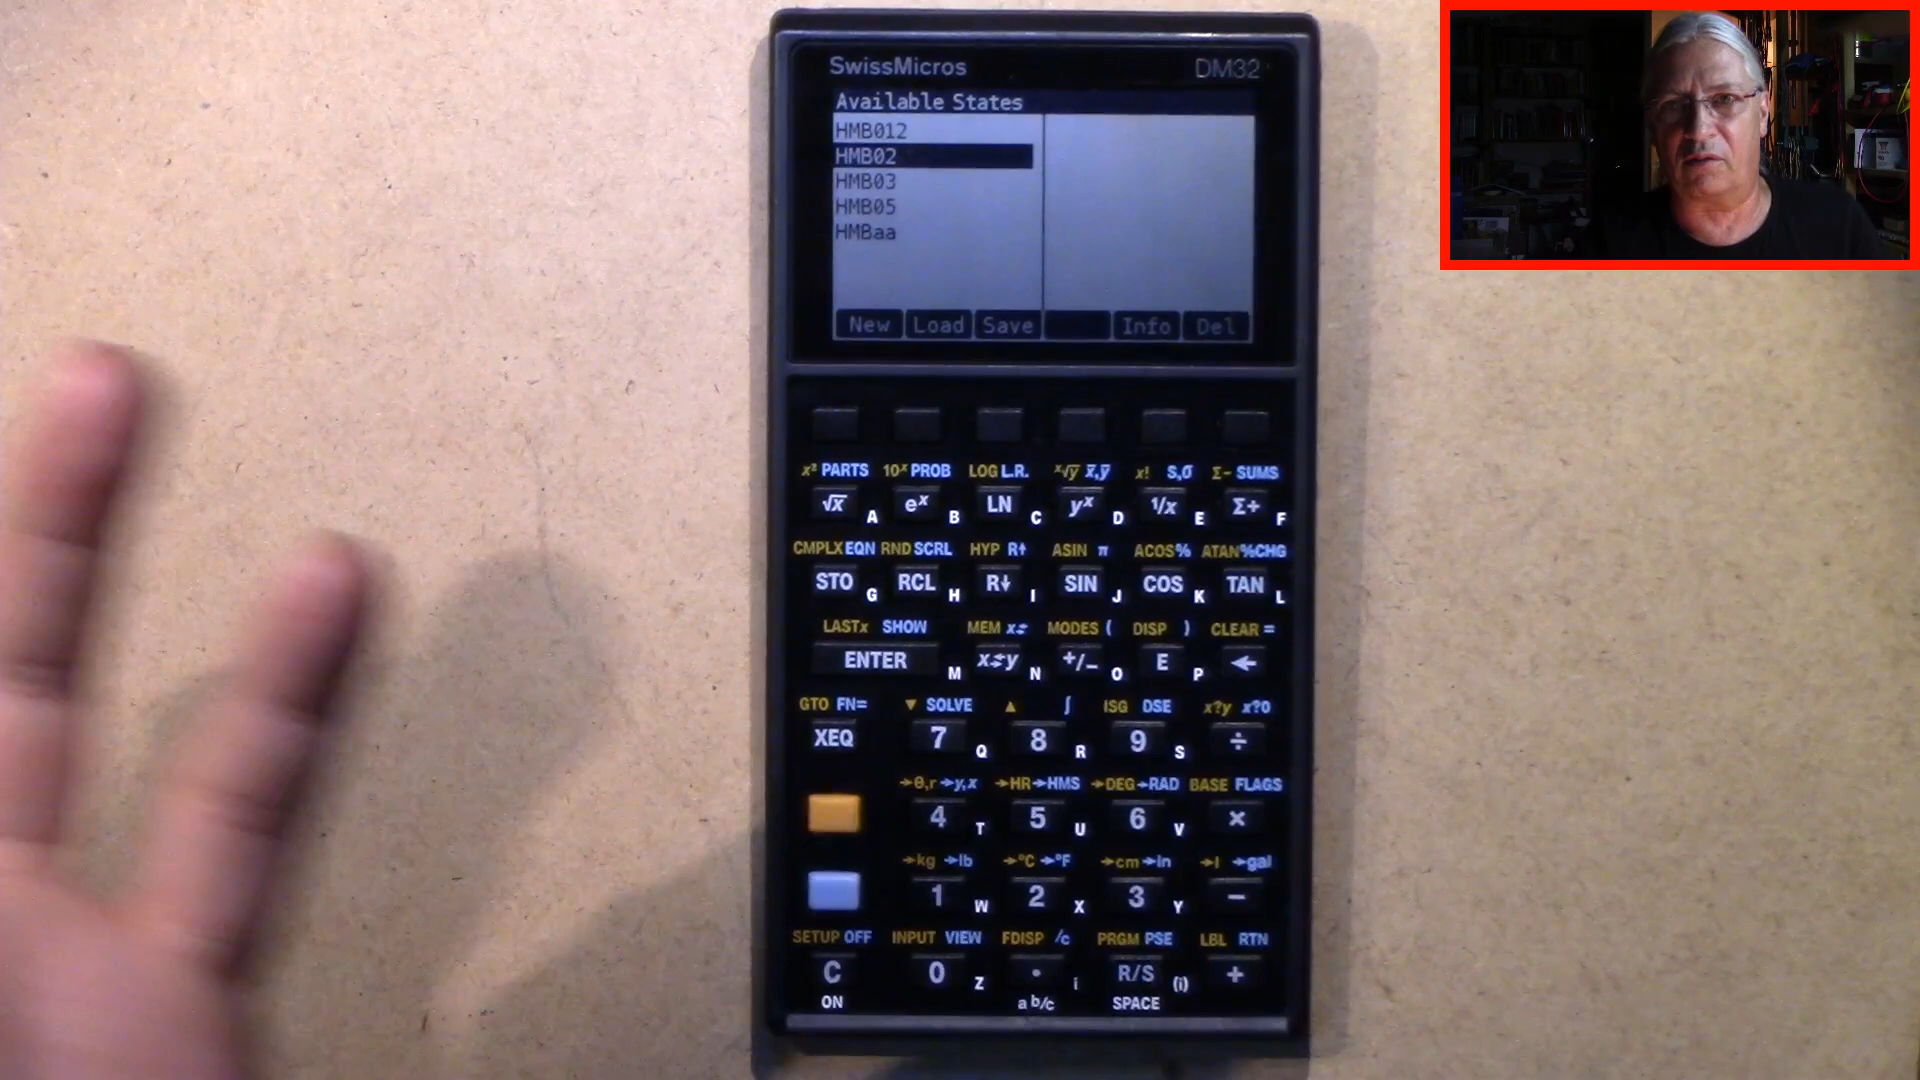 SwissMicros DM32
Available States
HMB012
HMB02
HMB03
HMB05
HMBaa
New Load Save Info Del
x² PARTS 10ˣ PROB LOG L.R. ˣ√y x̄,ȳ x! S,σ Σ- SUMS
√x A eˣ B LN C yˣ D 1/x E Σ+ F
CMPLX EQN RND SCRL HYP R↑ ASIN π ACOS % ATAN %CHG
STO G RCL H R↓ I SIN J COS K TAN L
LASTx SHOW MEM x≷ MODES ( DISP ) CLEAR =
ENTER M x≷y N +/− O E P ←
GTO FN= ▼ SOLVE ▲ ∫ ISG DSE x?y x?0
XEQ 7 Q 8 R 9 S ÷
→θ,r →y,x →HR →HMS →DEG →RAD BASE FLAGS
4 T 5 U 6 V ×
→kg →lb →°C →°F →cm →in →l →gal
1 W 2 X 3 Y −
SETUP OFF INPUT VIEW FDISP /c PRGM PSE LBL RTN
C 0 Z · i R/S (i) +
ON a b/c SPACE